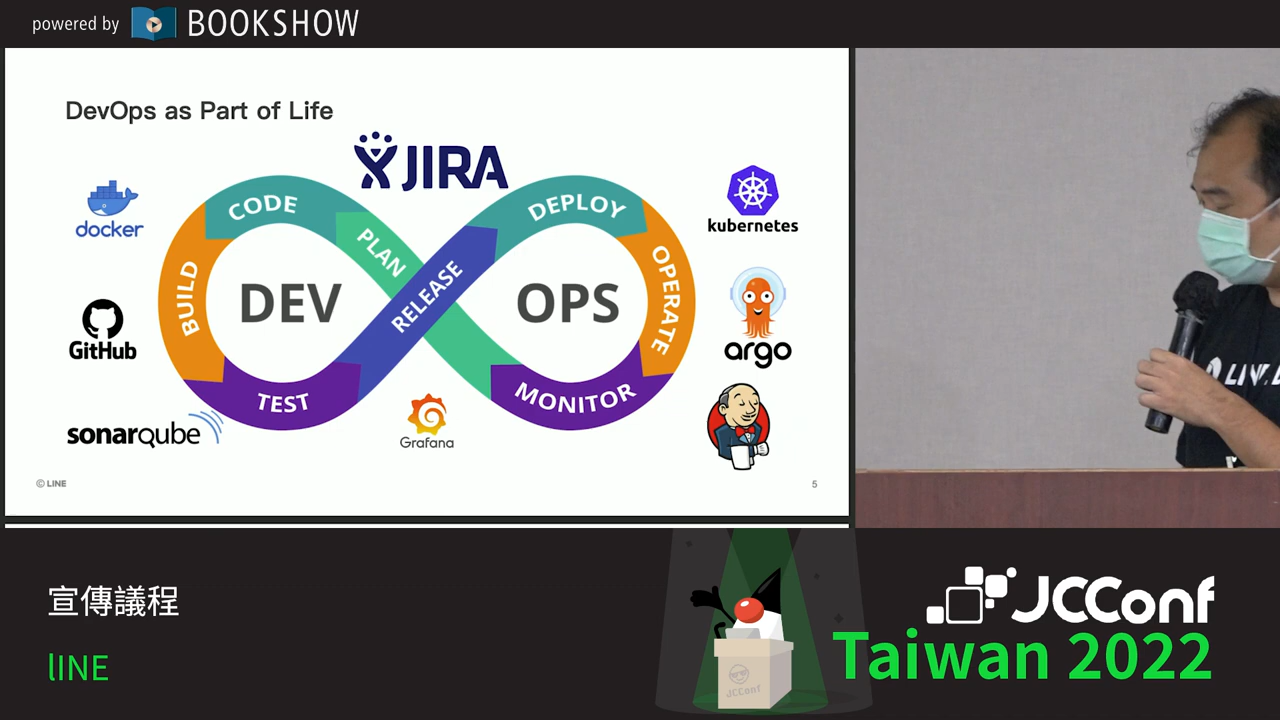 powered by BOOKSHOW
DevOps as Part of Life
JIRA
docker
GitHub
sonarqube
CODE
PLAN
BUILD
DEV
TEST
RELEASE
DEPLOY
OPS
OPERATE
MONITOR
Grafana
kubernetes
argo
© LINE
5
宣傳議程
lINE
JCConf
JCConf
Taiwan 2022